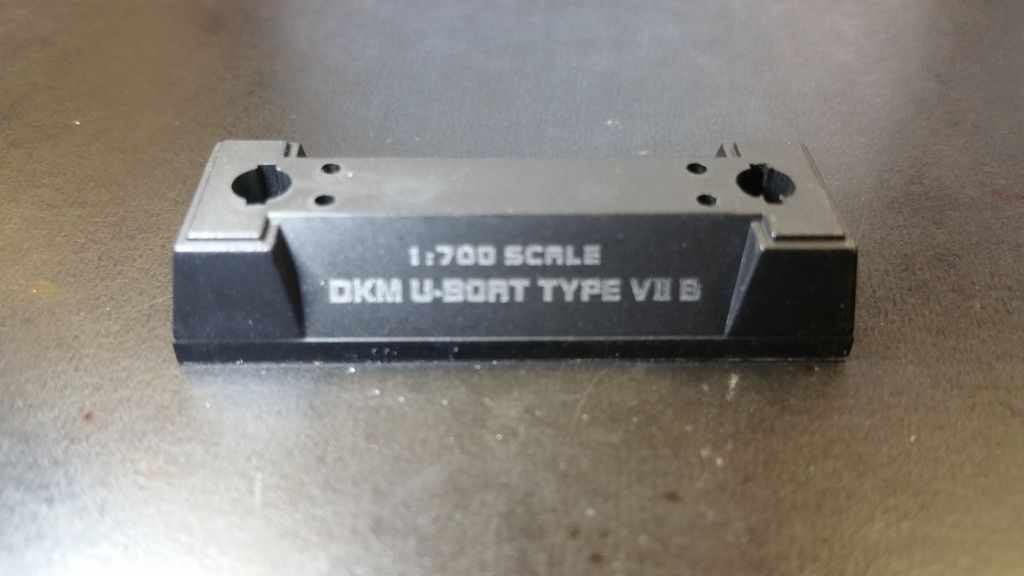 1:700 SCALE
DKM U-BOAT TYPE VII B